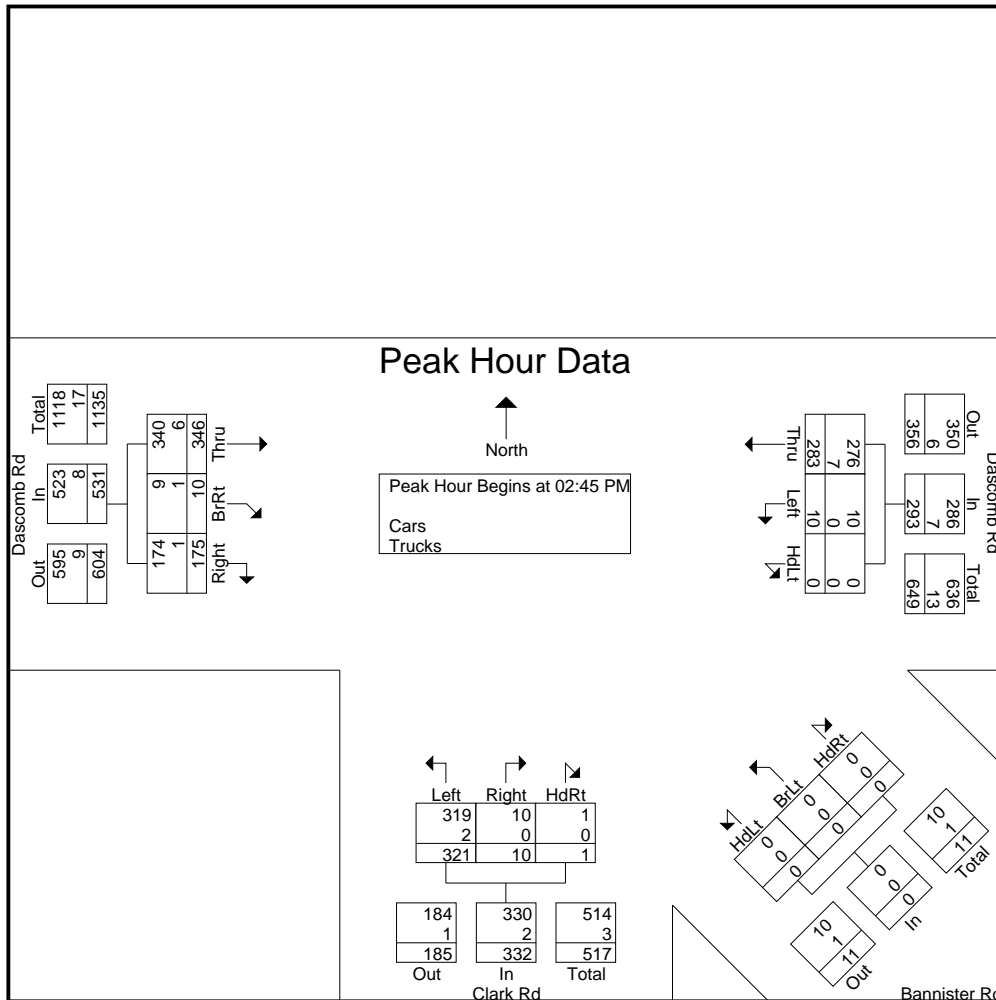 Peak Hour Data
North
Peak Hour Begins at 02:45 PM
Cars
Trucks
Dascomb Rd
Total
1118
17
1135
In
523
8
531
Out
595
9
604
340
6
346
Thru
9
1
10
BrRt
174
1
175
Right
Thru
283
7
276
Left
10
0
10
HdLt
0
0
0
Out
350
6
356
In
286
7
293
Total
636
13
649
Dascomb Rd
Left Right HdRt
319 10 1
2 0 0
321 10 1
184 330 514
1 2 3
185 332 517
Out In Total
Clark Rd
HdRt
0
0
0
BrLt
0
0
0
HdLt
0
0
0
10
1
11
Total
0
0
0
In
10
1
11
Out
Bannister Rd